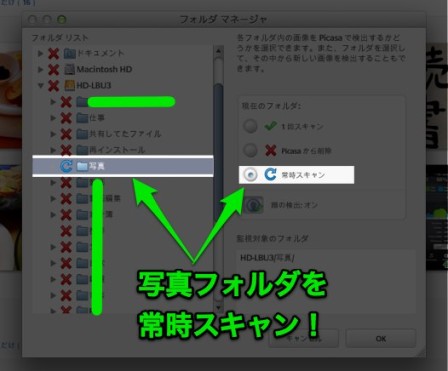 フォルダ マネージャ
フォルダ リスト
ドキュメント
Macintosh HD
HD-LBU3
仕事
共有してたファイル
再インストール
写真
編集
各フォルダ内の画像を Picasa で検出するかど
うかを選択できます。また、フォルダを選択し
て、その中から新しい画像を検出することもで
きます。
現在のフォルダ:
1 回スキャン
Picasa から削除
常時スキャン
顔の検出: オン
監視対象のフォルダ
HD-LBU3/写真/
写真フォルダを
常時スキャン！
OK